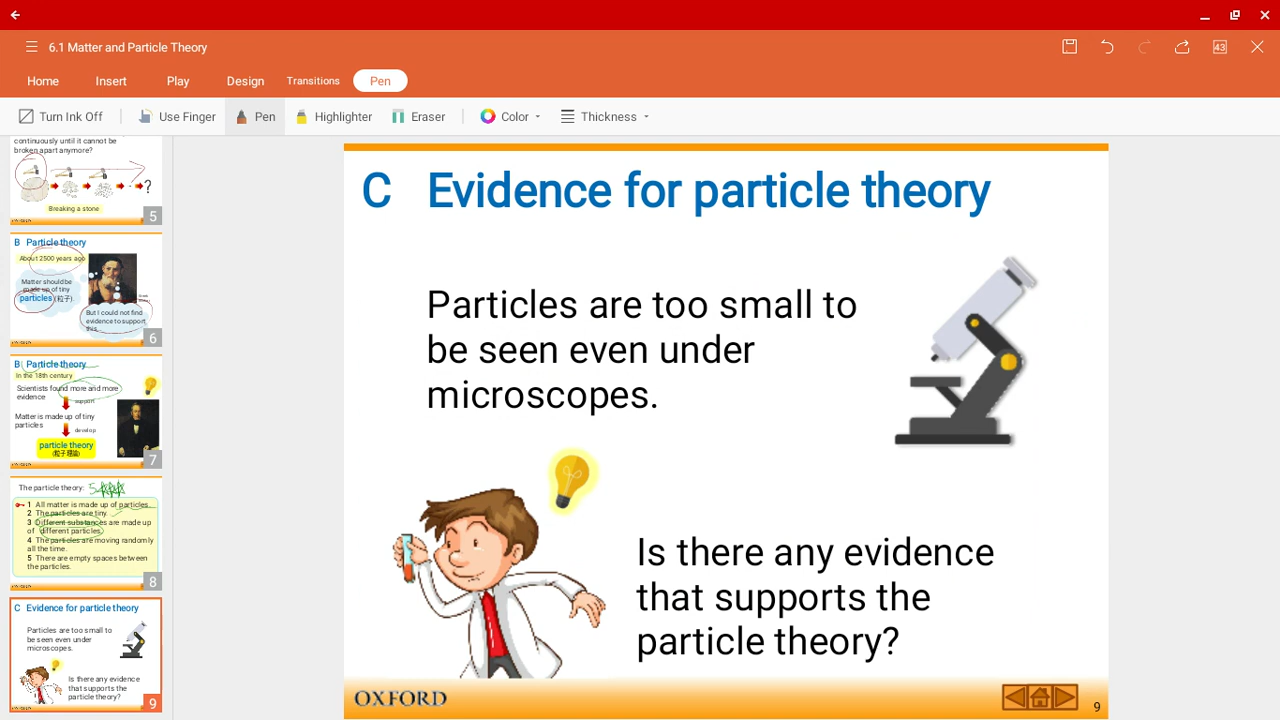 6.1 Matter and Particle Theory
43
Home Insert Play Design Transitions Pen
Turn Ink Off Use Finger Pen Highlighter Eraser Color Thickness
continuously until it cannot be
broken apart anymore?
?
Breaking a stone
5
B Particle theory
About 2500 years ago
Matter should be
made up of tiny
particles (粒子).
But I could not find
evidence to support
this.
6
B Particle theory
In the 18th century
Scientists found more and more
evidence
support
Matter is made up of tiny
particles
develop
particle theory
(粒子理論)
7
The particle theory:
1 All matter is made up of particles.
2 The particles are tiny.
3 Different substances are made up
of different particles.
4 The particles are moving randomly
all the time.
5 There are empty spaces between
the particles.
8
C Evidence for particle theory
Particles are too small to
be seen even under
microscopes.
Is there any evidence
that supports the
particle theory?
9
C Evidence for particle theory
Particles are too small to
be seen even under
microscopes.
Is there any evidence
that supports the
particle theory?
OXFORD
9